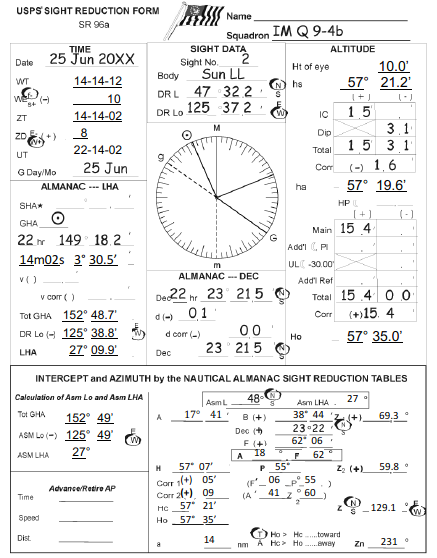 USPS SIGHT REDUCTION FORM
SR 96a
Name
Squadron IM Q 9-4b
TIME
Date 25 Jun 20XX
WT 14-14-12
WE F- S+ (-) 10
ZT 14-14-02
ZD E- W+ (+) 8
UT 22-14-02
G Day/Mo 25 Jun
SIGHT DATA
Sight No. 2
Body Sun LL
DR L 47° 32.2' N S
DR Lo 125° 37.2' E W
ALTITUDE
Ht of eye 10.0'
hs 57° 21.2'
(+) (-)
IC 1.5
Dip 3.1
Total 1.5 3.1
Corr (-) 1.6
ha 57° 19.6'
HP
(+) (-)
Main 15.4
Add'l ☾ Pl
UL ☾ -30.00'
Add'l Ref
Total 15.4 0.0
Corr (+)15.4
Ho 57° 35.0'
M
g
G
m
ALMANAC --- LHA
SHA★
GHA
22 hr 149° 18.2'
14m02s 3° 30.5'
v ( )
v corr ( )
Tot GHA 152° 48.7'
DR Lo (-) 125° 38.8' E W
LHA 27° 09.9'
ALMANAC --- DEC
Dec 22 hr 23° 21.5' N S
d (-) 0.1'
d corr (_) 0.0'
Dec 23° 21.5' N S
INTERCEPT and AZIMUTH by the NAUTICAL ALMANAC SIGHT REDUCTION TABLES
Calculation of Asm Lo and Asm LHA
Tot GHA 152° 49'
ASM Lo (-) 125° 49' E W
ASM LHA 27°
Advance/Retire AP
Time
Speed
Dist.
Asm L 48° N S Asm LHA. 27°
A 17° 41' B (+) 38° 44' Z₁ (+) 69.3°
Dec (+) 23°22' N S
F (+) 62° 06'
A 18° F 62°
H 57° 07' P 55° Z₂ (+) 59.8°
Corr 1 (+) 06 (F' 06 P 55)
Corr 2 (+) 09 (A' 41 Z₂ 60)
Hc 57° 21' Z N S 129.1° E W
Ho 57° 35'
a 14 nm T A Ho > Hc ......toward
Hc > Ho ......away Zn 231°